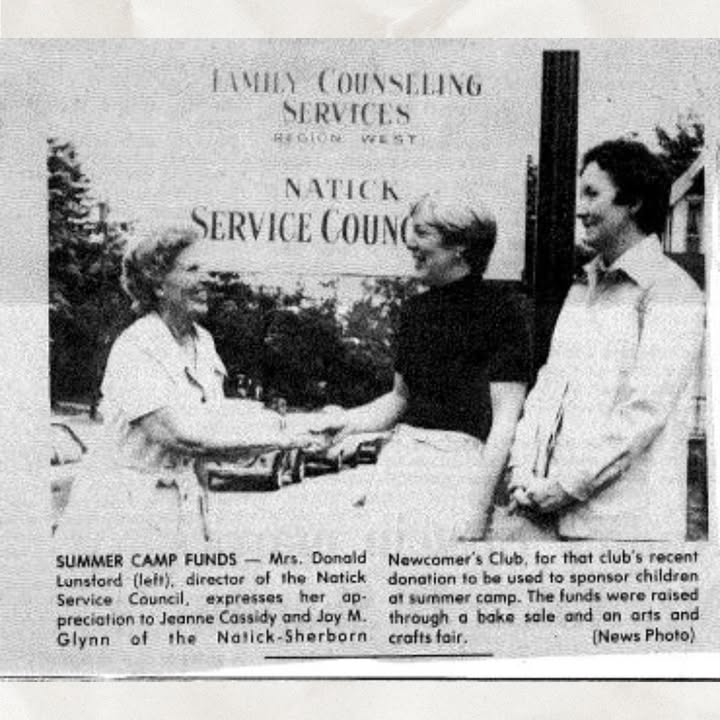 FAMILY COUNSELING
SERVICES
REGION WEST
NATICK
SERVICE COUNC
SUMMER CAMP FUNDS — Mrs. Donald
Lunsford (left), director of the Natick
Service Council, expresses her ap-
preciation to Jeanne Cassidy and Joy M.
Glynn of the Natick-Sherborn
Newcomer's Club, for that club's recent
donation to be used to sponsor children
at summer camp. The funds were raised
through a bake sale and an arts and
crafts fair. (News Photo)